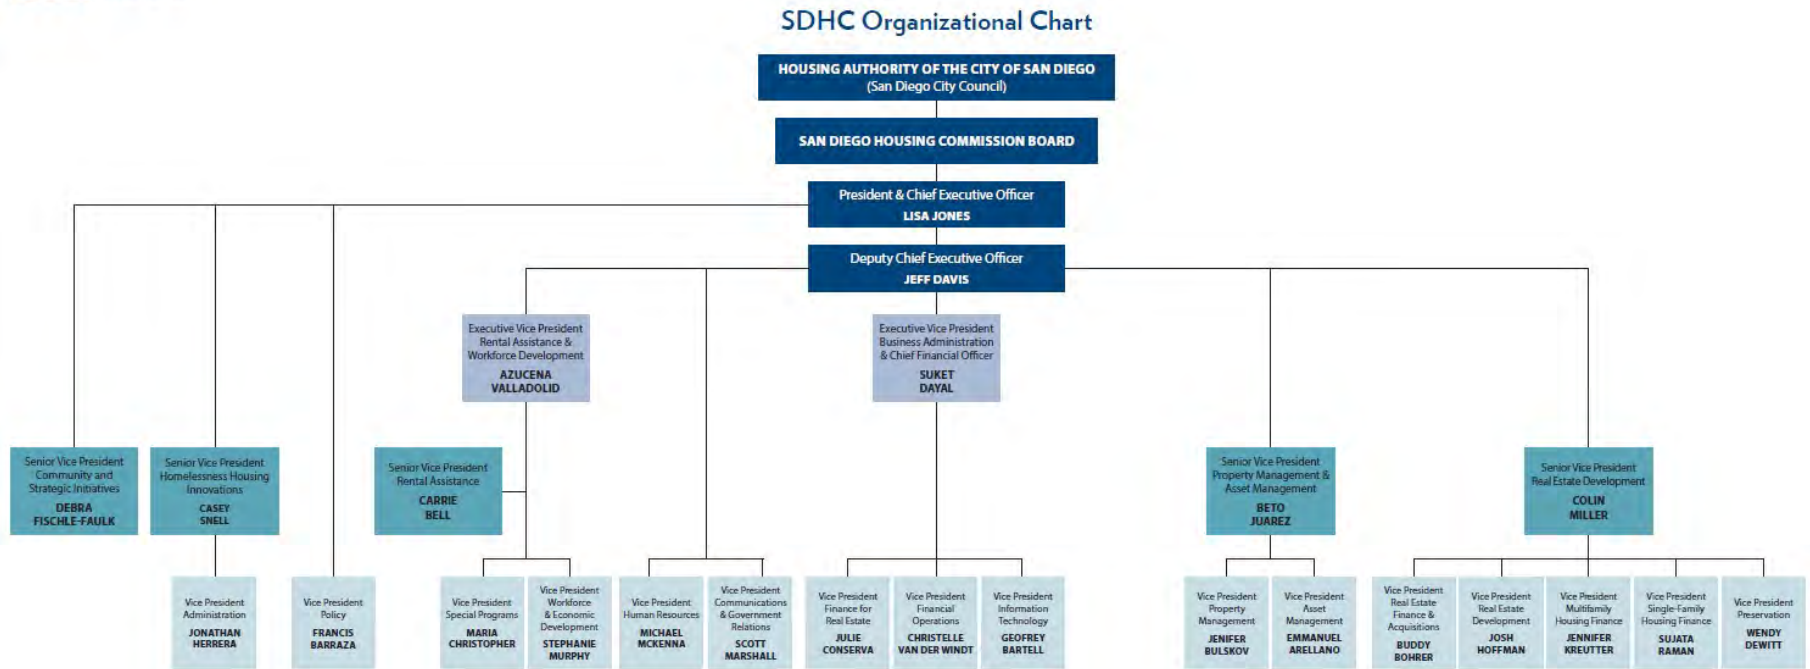 SDHC Organizational Chart
HOUSING AUTHORITY OF THE CITY OF SAN DIEGO
(San Diego City Council)
SAN DIEGO HOUSING COMMISSION BOARD
President & Chief Executive Officer
LISA JONES
Deputy Chief Executive Officer
JEFF DAVIS
Executive Vice President
Rental Assistance &
Workforce Development
AZUCENA
VALLADOLID
Executive Vice President
Business Administration
& Chief Financial Officer
SUKET
DAYAL
Senior Vice President
Community and
Strategic Initiatives
DEBRA
FISCHLE-FAULK
Senior Vice President
Homelessness Housing
Innovations
CASEY
SNELL
Senior Vice President
Rental Assistance
CARRIE
BELL
Senior Vice President
Property Management &
Asset Management
BETO
JUAREZ
Senior Vice President
Real Estate Development
COLIN
MILLER
Vice President
Administration
JONATHAN
HERRERA
Vice President
Policy
FRANCIS
BARRAZA
Vice President
Special Programs
MARIA
CHRISTOPHER
Vice President
Workforce
& Economic
Development
STEPHANIE
MURPHY
Vice President
Human Resources
MICHAEL
MCKENNA
Vice President
Communications
& Government
Relations
SCOTT
MARSHALL
Vice President
Finance for
Real Estate
JULIE
CONSERVA
Vice President
Financial
Operations
CHRISTELLE
VAN DER WINDT
Vice President
Information
Technology
GEOFREY
BARTELL
Vice President
Property
Management
JENIFER
BULSKOV
Vice President
Asset
Management
EMMANUEL
ARELLANO
Vice President
Real Estate
Finance &
Acquisitions
BUDDY
BOHRER
Vice President
Real Estate
Development
JOSH
HOFFMAN
Vice President
Multifamily
Housing Finance
JENNIFER
KREUTTER
Vice President
Single-Family
Housing Finance
SUJATA
RAMAN
Vice President
Preservation
WENDY
DEWITT